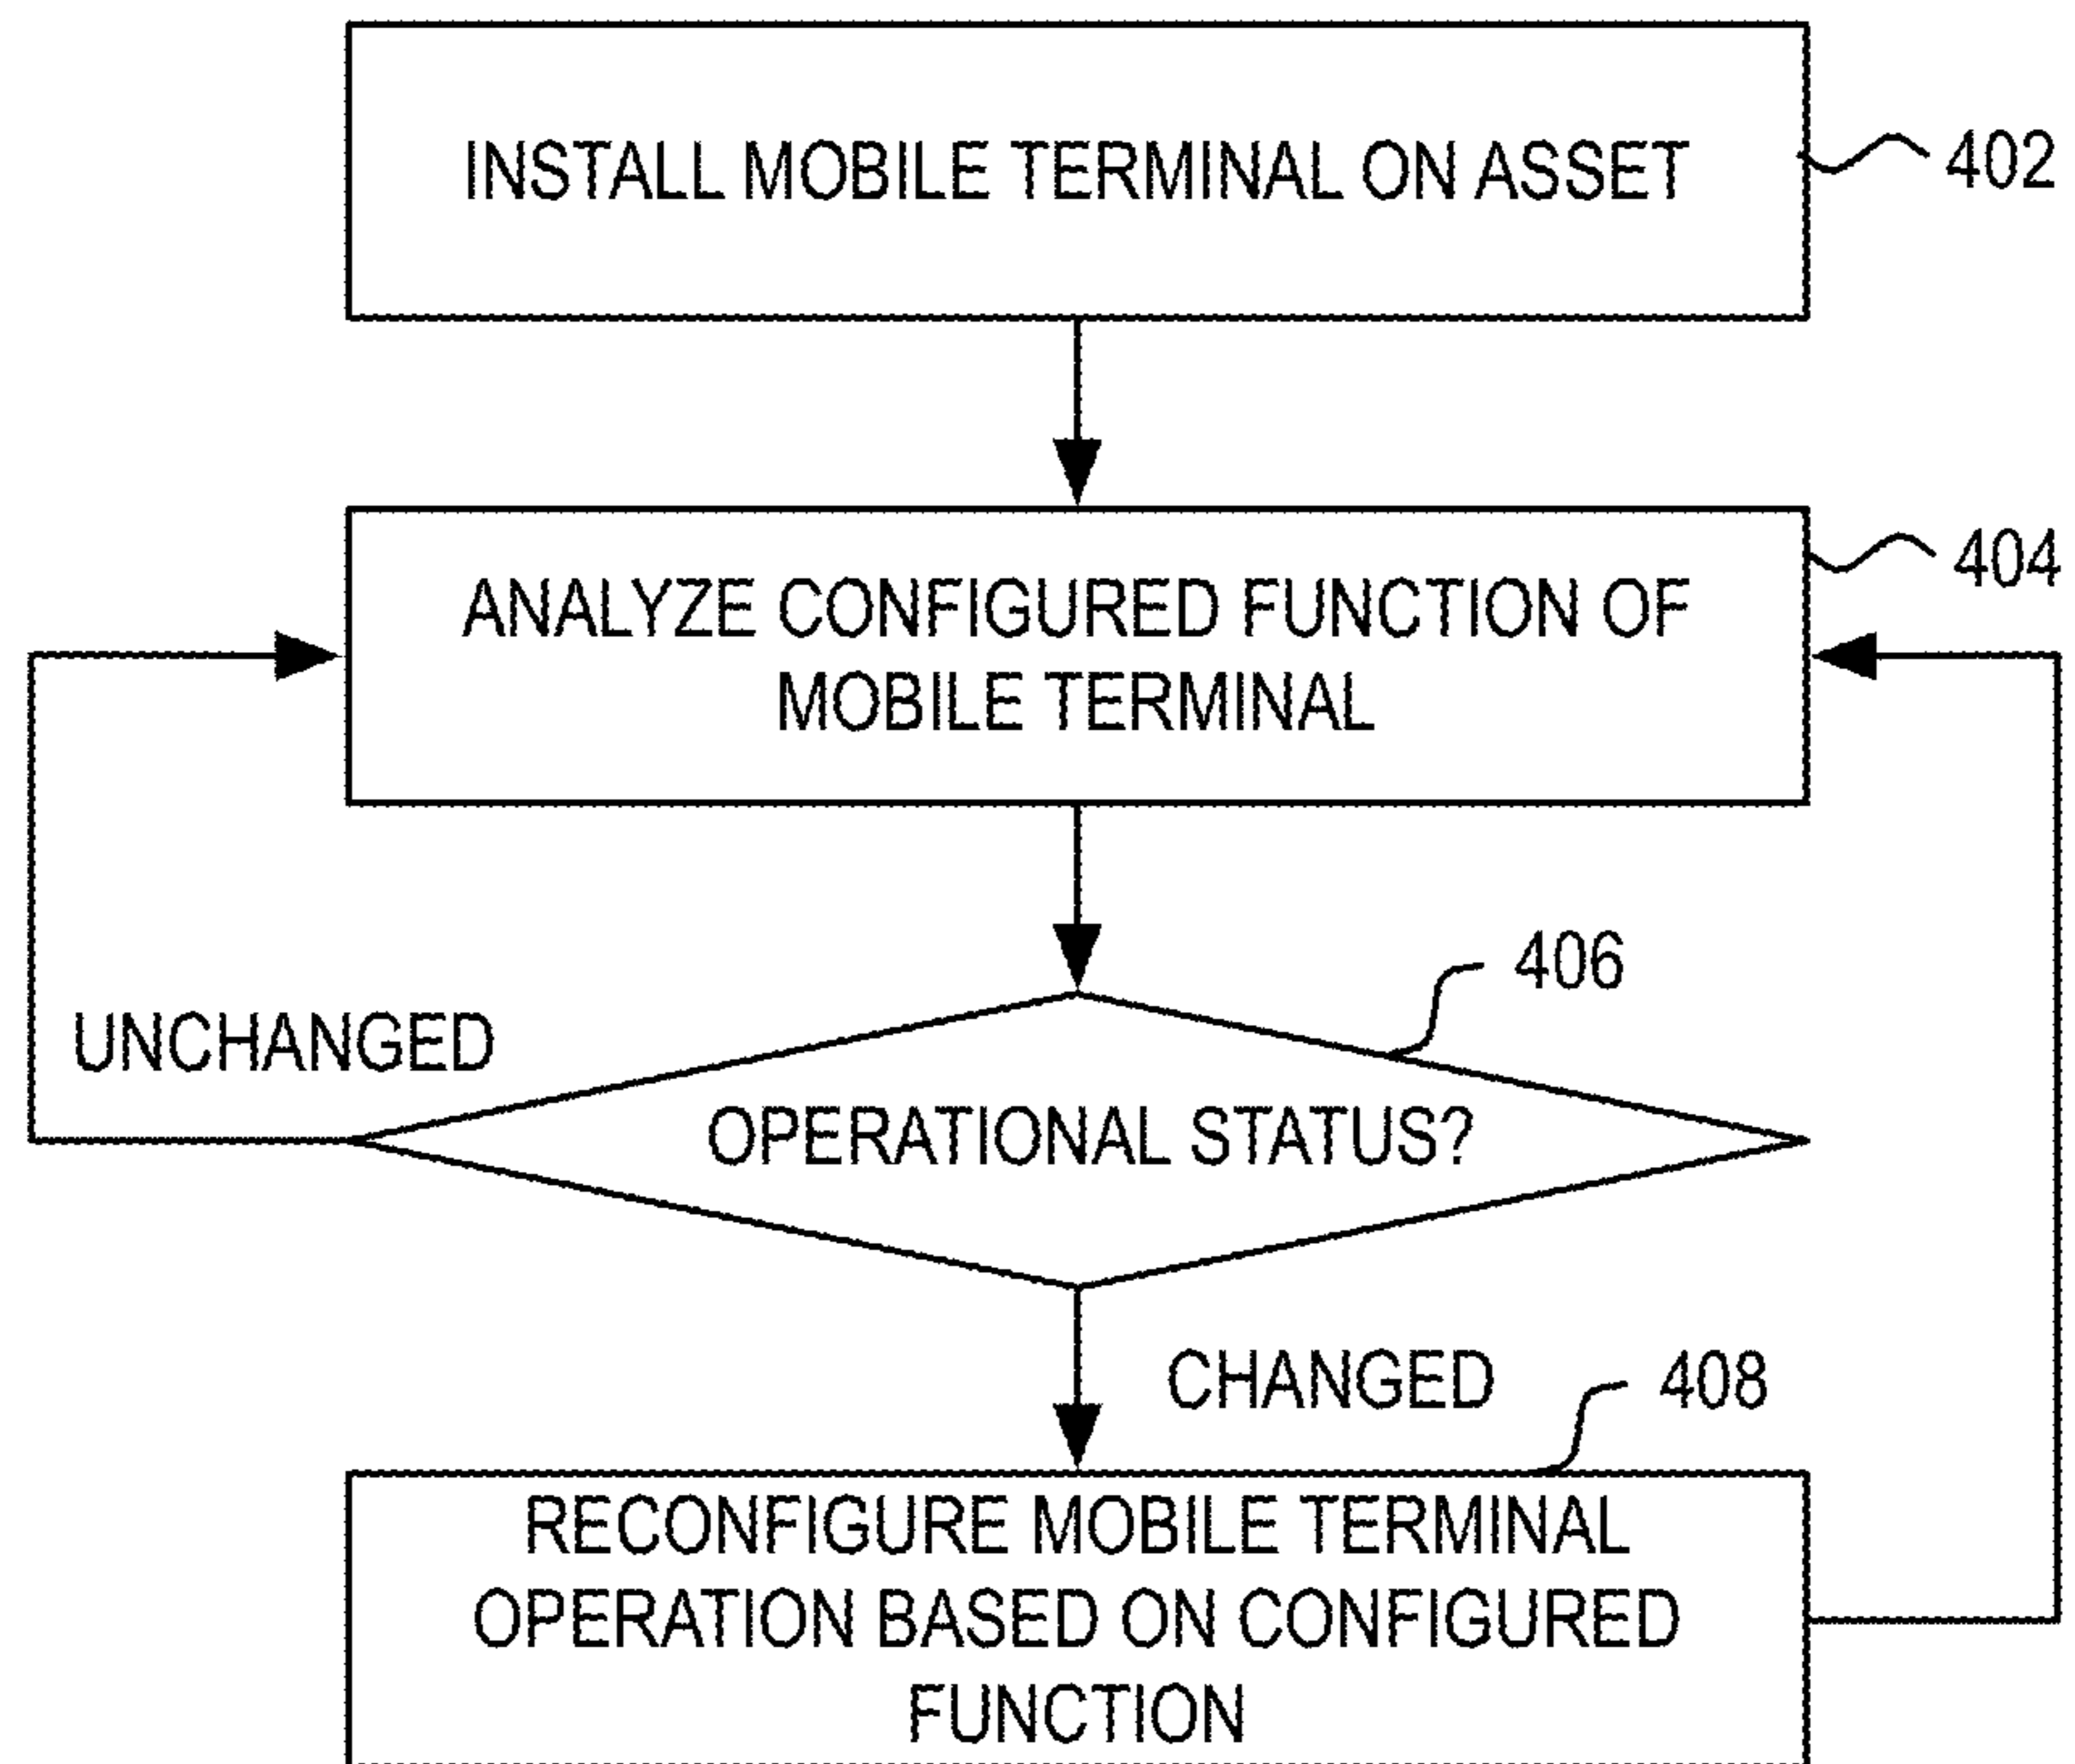 INSTALL MOBILE TERMINAL ON ASSET
402
404
ANALYZE CONFIGURED FUNCTION OF
MOBILE TERMINAL
406
UNCHANGED
OPERATIONAL STATUS?
CHANGED
408
RECONFIGURE MOBILE TERMINAL
OPERATION BASED ON CONFIGURED
FUNCTION